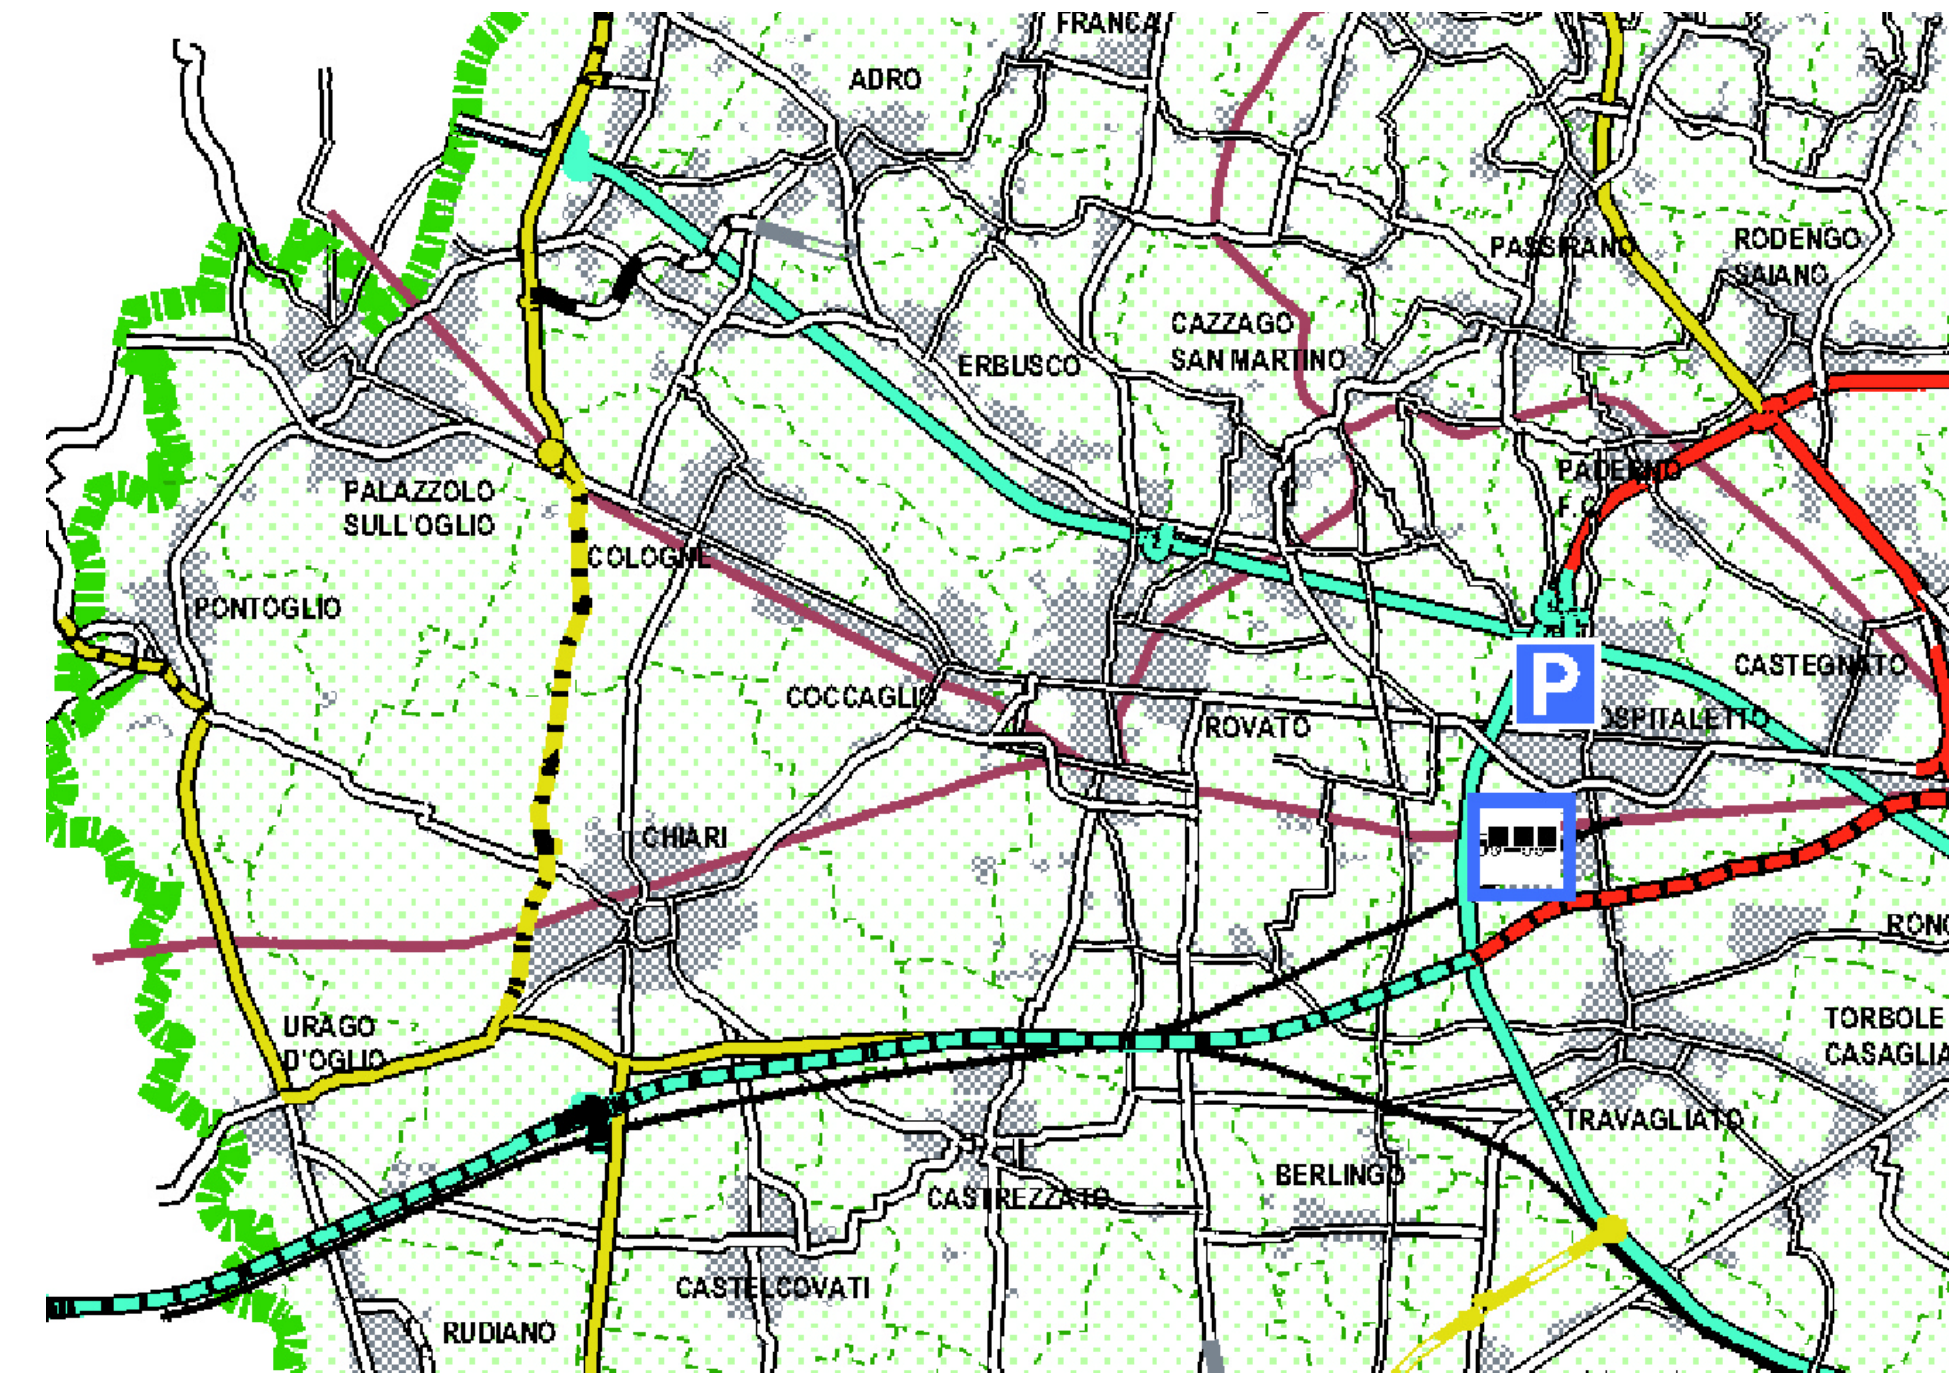 FRANCA
ADRO
PASSIRANO
RODENGO
SAIANO
CAZZAGO
SAN MARTINO
ERBUSCO
PALAZZOLO
SULL'OGLIO
PADERNO
F.C.
COLOGNE
PONTOGLIO
COCCAGLIO
ROVATO
CASTEGNATO
P
OSPITALETTO
CHIARI
RONC
URAGO
D'OGLIO
TORBOLE
CASAGLIA
TRAVAGLIATO
BERLINGO
CASTREZZATO
CASTELCOVATI
RUDIANO